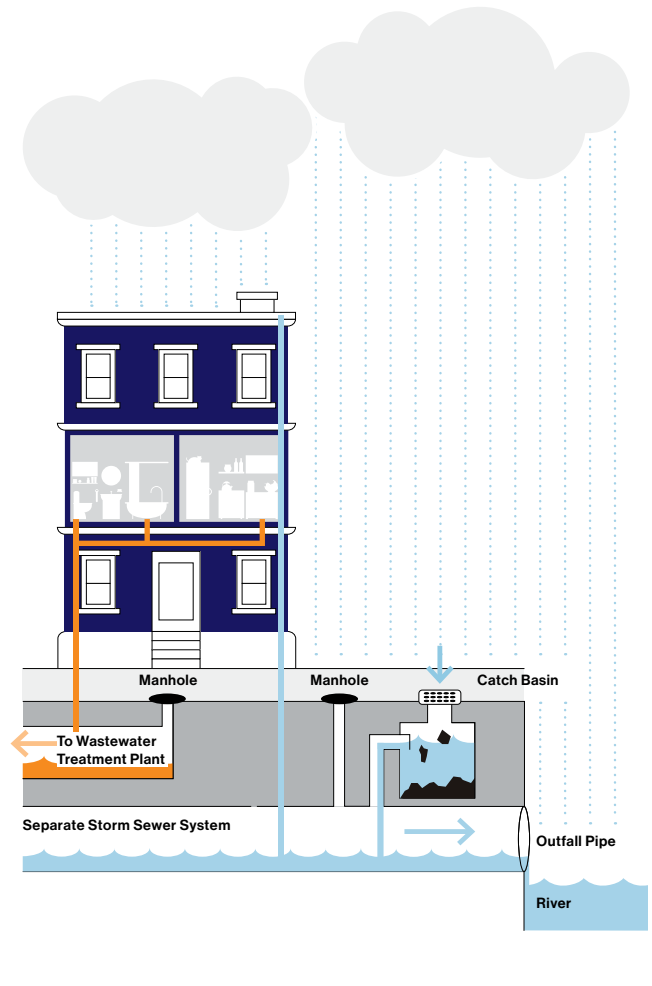 Manhole
Manhole
Catch Basin
To Wastewater
Treatment Plant
Separate Storm Sewer System
Outfall Pipe
River